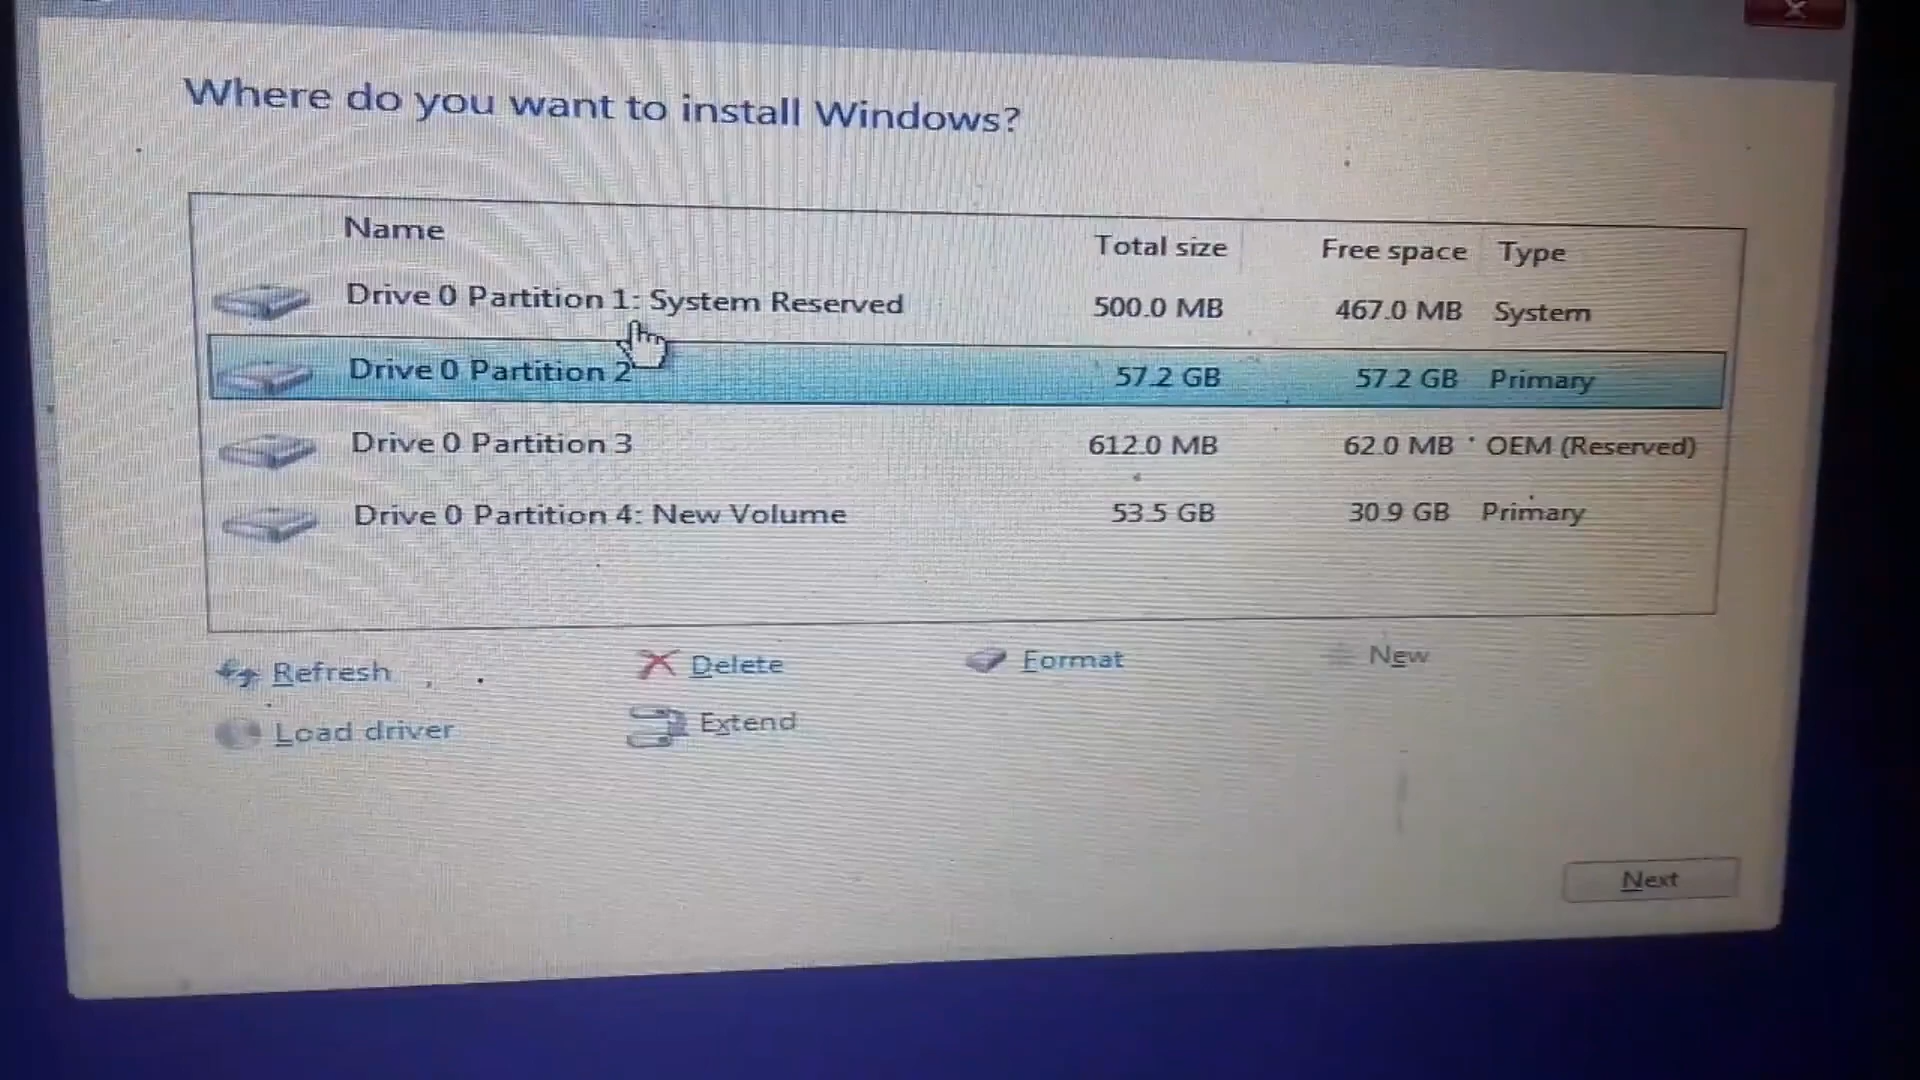 Where do you want to install Windows?
Name Total size Free space Type
Drive 0 Partition 1: System Reserved 500.0 MB 467.0 MB System
Drive 0 Partition 2 57.2 GB 57.2 GB Primary
Drive 0 Partition 3 612.0 MB 62.0 MB OEM (Reserved)
Drive 0 Partition 4: New Volume 53.5 GB 30.9 GB Primary
Refresh Delete Format New
Load driver Extend
Next